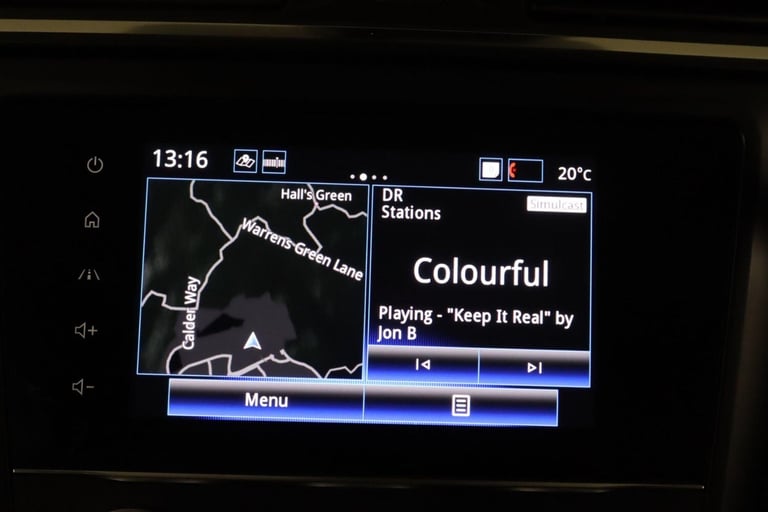 13:16
20°C
Hall's Green
Warrens Green Lane
Calder Way
DR
Stations
Simulcast
Colourful
Playing - "Keep It Real" by
Jon B
Menu